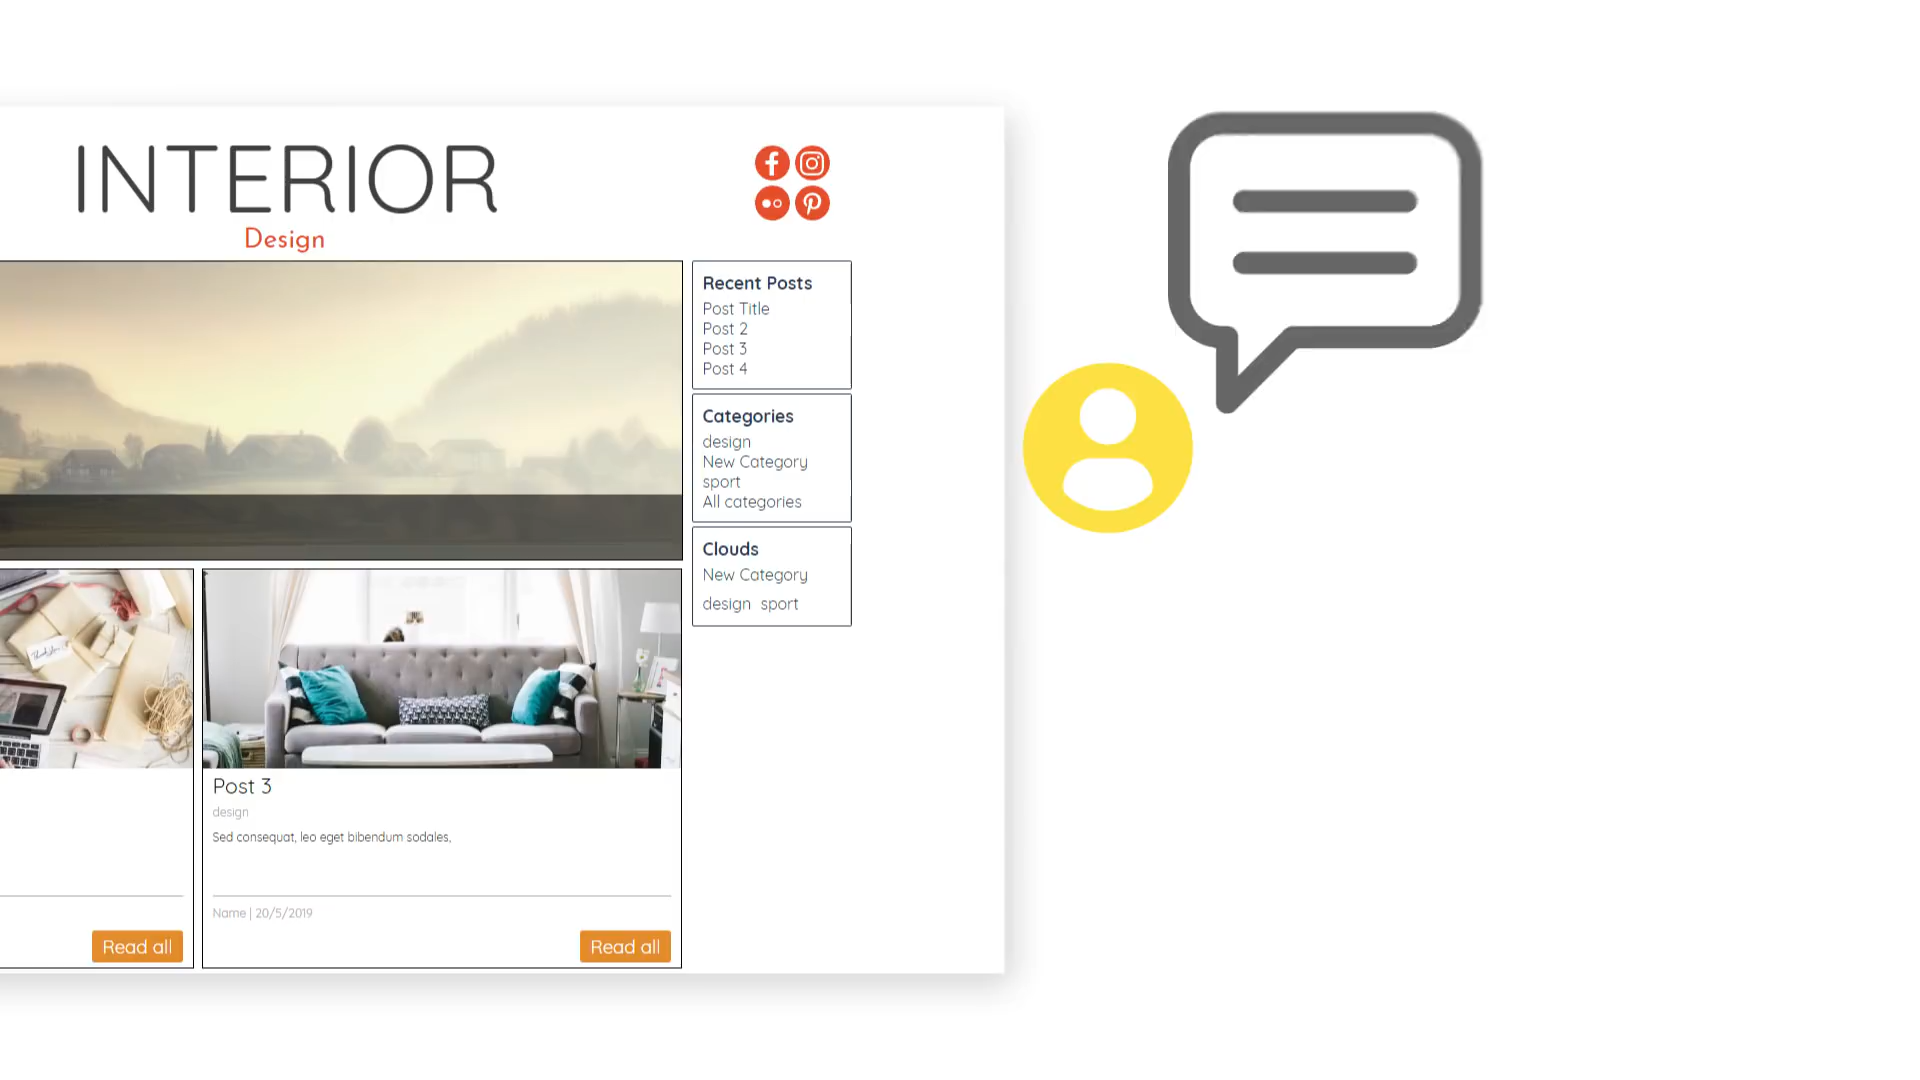 INTERIOR
Design
Recent Posts
Post Title
Post 2
Post 3
Post 4
Categories
design
New Category
sport
All categories
Clouds
New Category
design sport
Post 3
design
Sed consequat, leo eget bibendum sodales,
Name | 20/5/2019
Read all
Read all